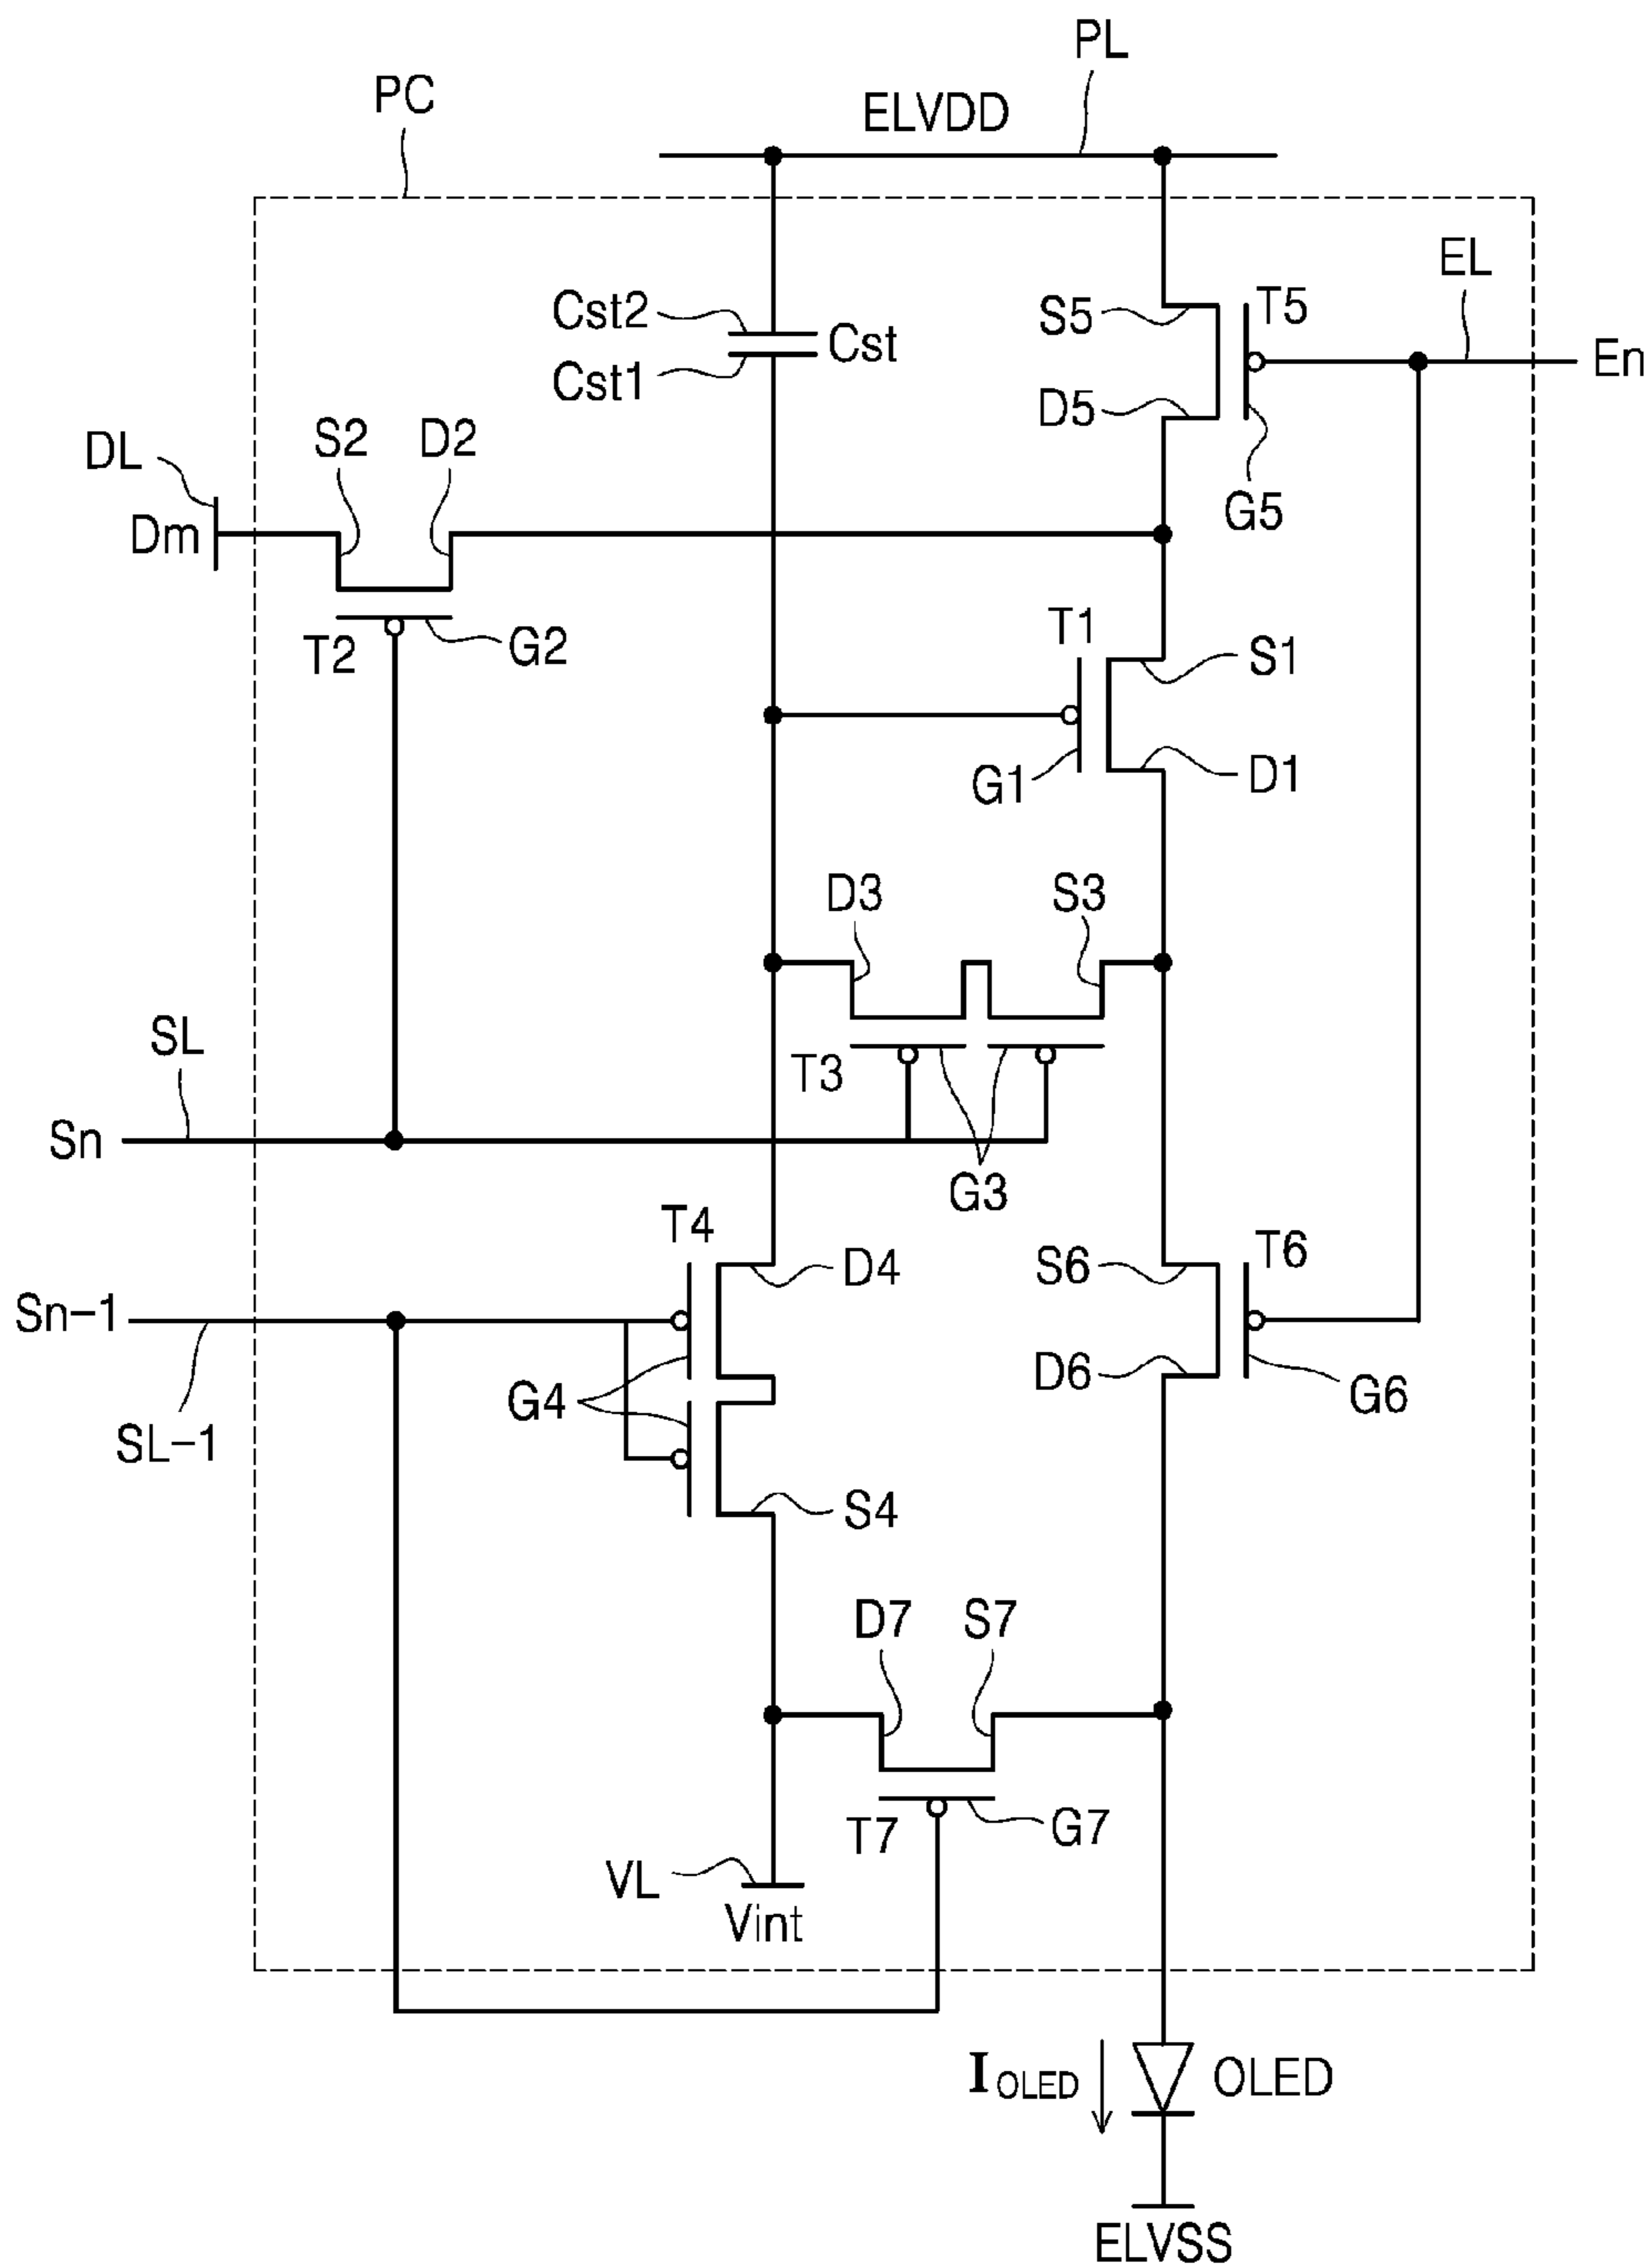 PL
PC
ELVDD
EL
Cst2
S5
T5
Cst
En
Cst1
D5
S2
D2
DL
G5
Dm
T1
T2
G2
S1
G1
D1
D3
S3
SL
T3
Sn
G3
T4
D4
S6
T6
Sn-1
D6
G4
G6
SL-1
S4
D7
S7
T7
G7
VL
Vint
IOLED
OLED
ELVSS